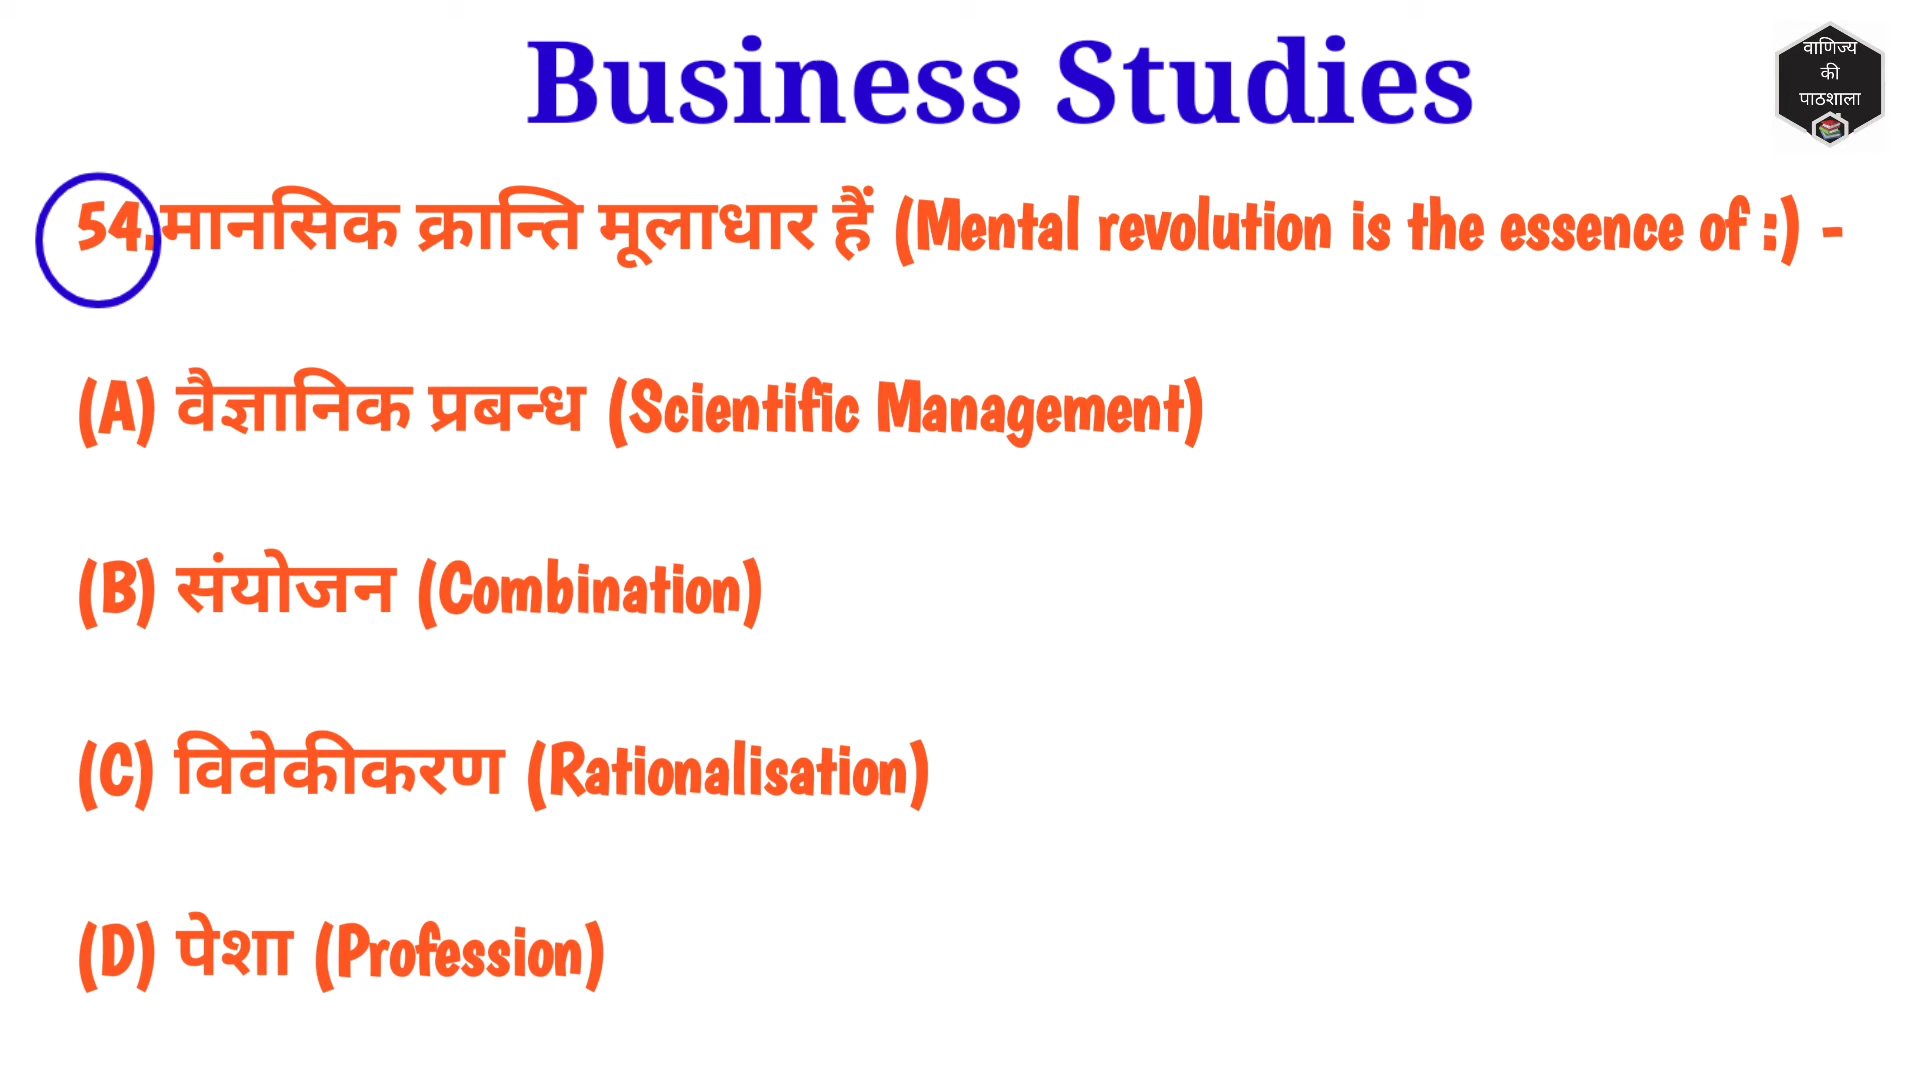 Business Studies
वाणिज्य
की
पाठशाला
54.मानसिक क्रान्ति मूलाधार हैं (Mental revolution is the essence of :) -
(A) वैज्ञानिक प्रबन्ध (Scientific Management)
(B) संयोजन (Combination)
(C) विवेकीकरण (Rationalisation)
(D) पेशा (Profession)